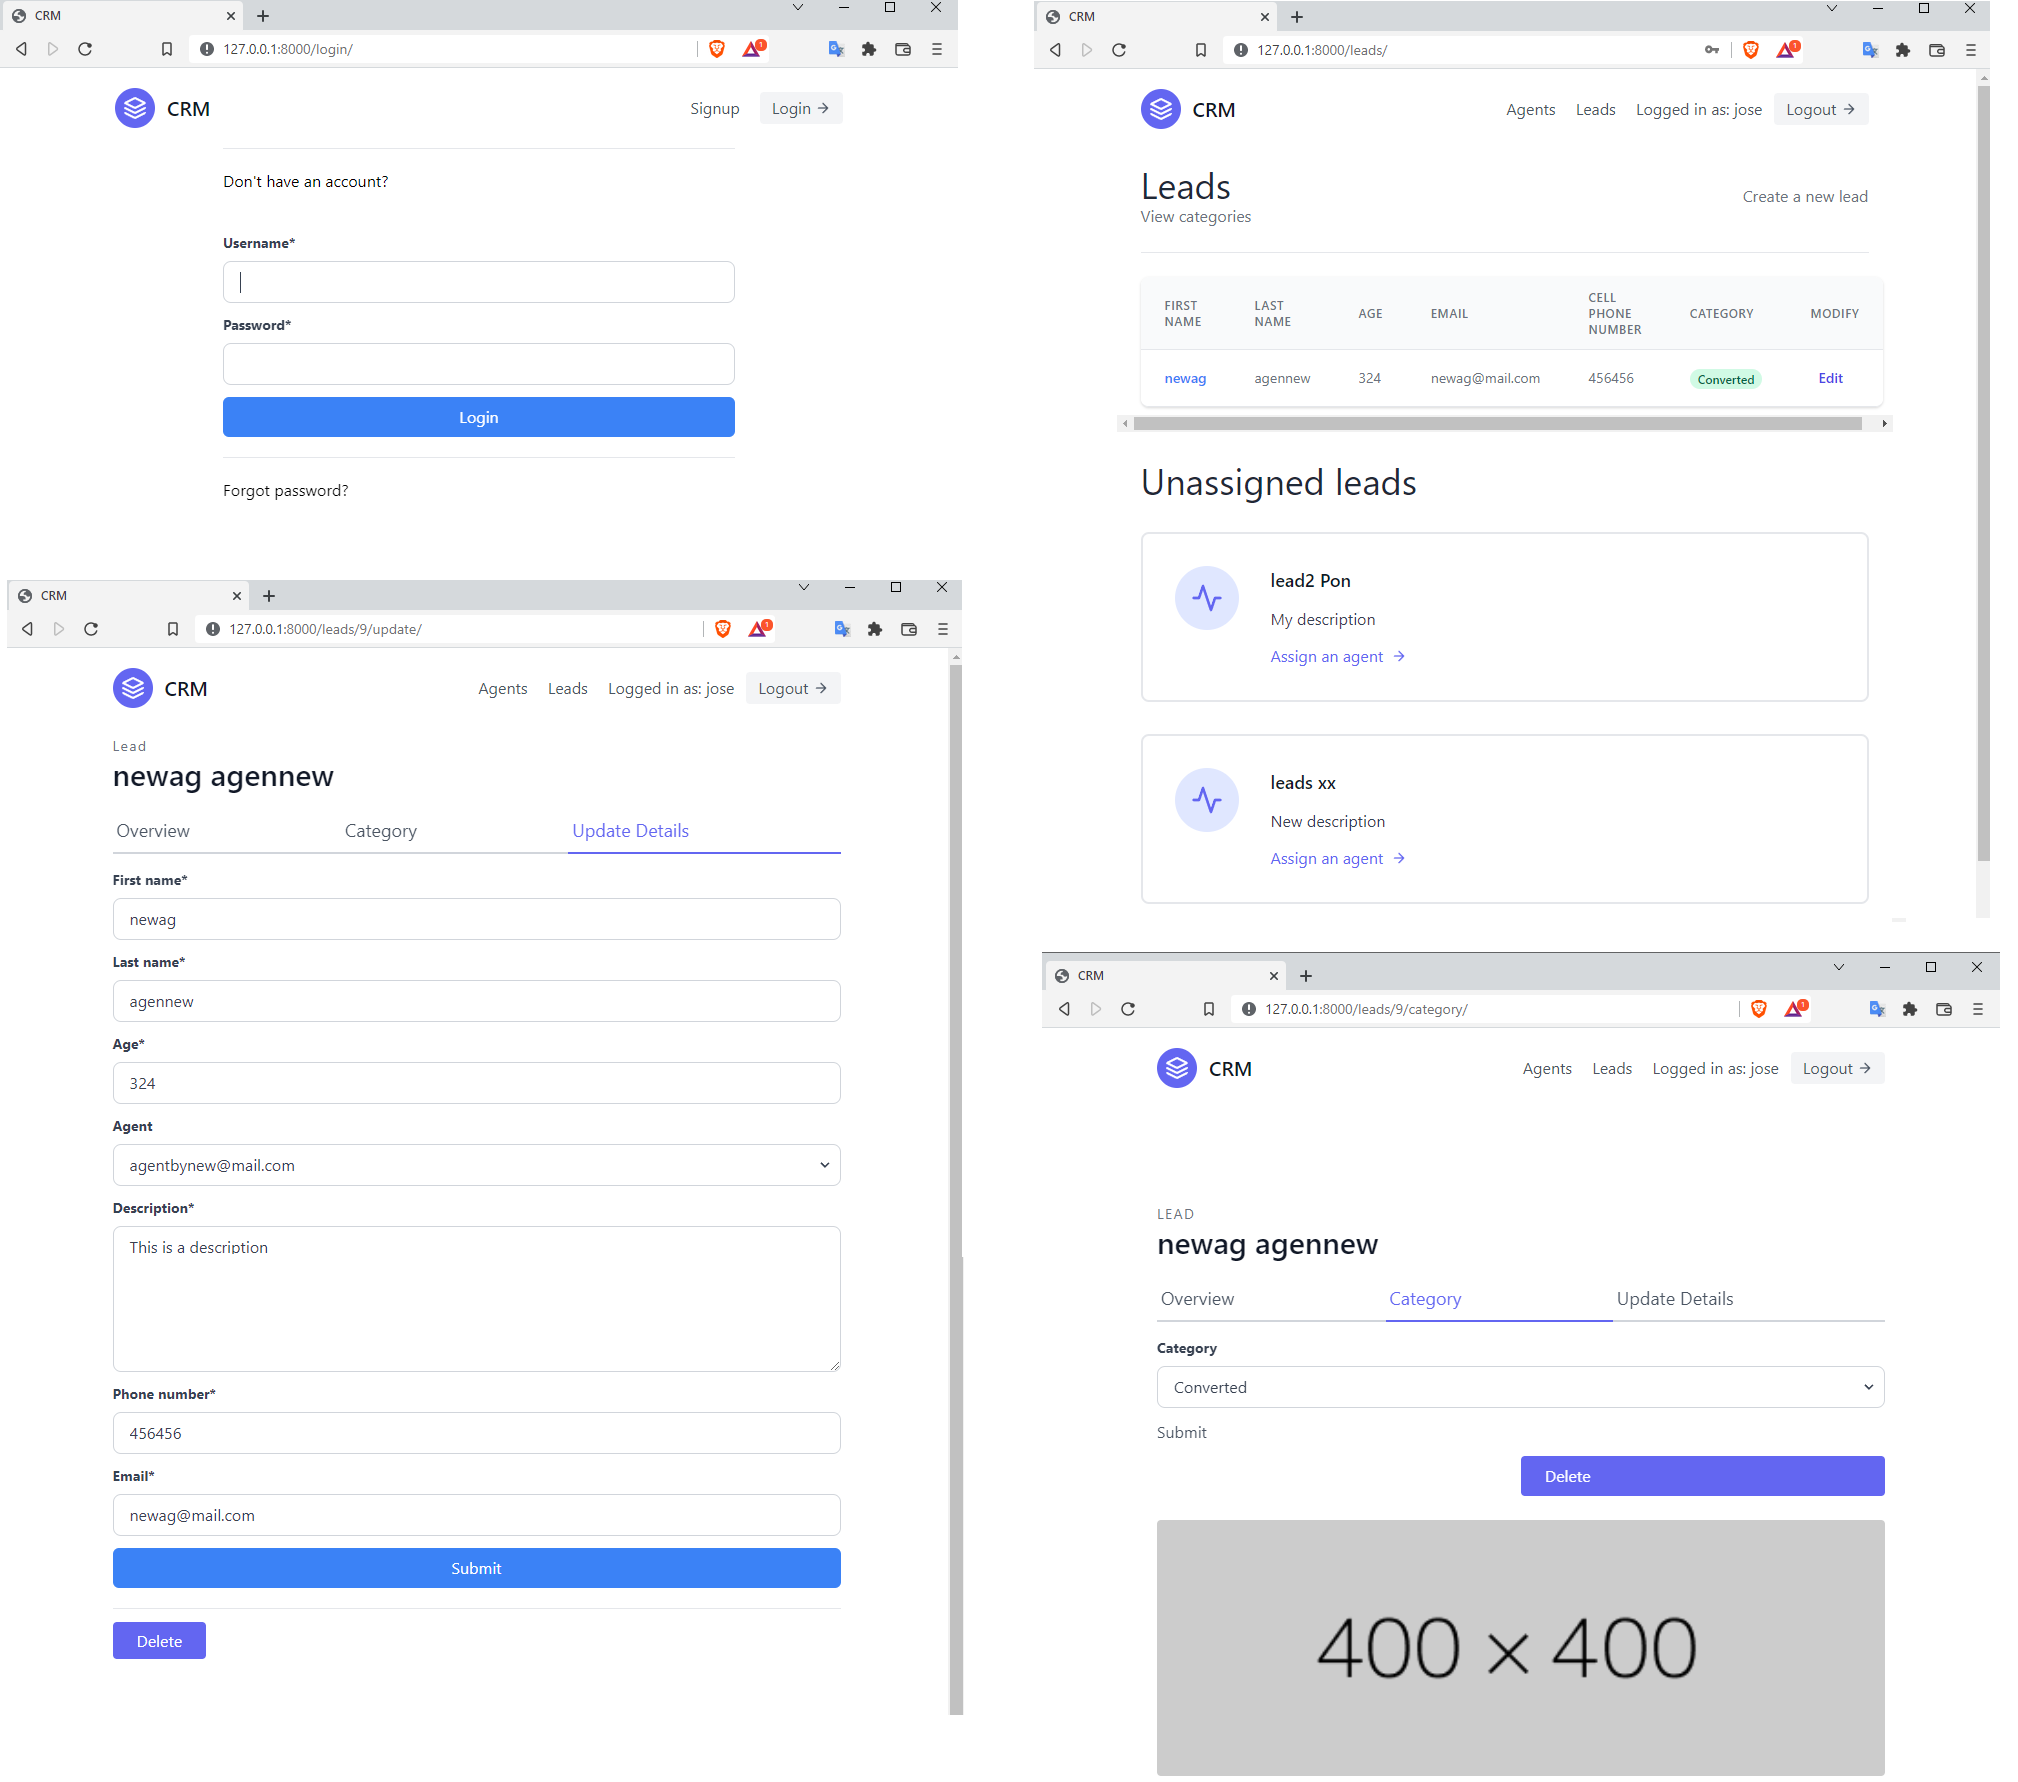 CRM
127.0.0.1:8000/login/
1
CRM
Signup
Login →
Don't have an account?
Username*
Password*
Login
Forgot password?
CRM
127.0.0.1:8000/leads/
1
CRM
Agents
Leads
Logged in as: jose
Logout →
Leads
View categories
Create a new lead
FIRST NAME
LAST NAME
AGE
EMAIL
CELL PHONE NUMBER
CATEGORY
MODIFY
newag
agennew
324
newag@mail.com
456456
Converted
Edit
Unassigned leads
lead2 Pon
My description
Assign an agent →
leads xx
New description
Assign an agent →
CRM
127.0.0.1:8000/leads/9/update/
1
CRM
Agents
Leads
Logged in as: jose
Logout →
Lead
newag agennew
Overview
Category
Update Details
First name*
newag
Last name*
agennew
Age*
324
Agent
agentbynew@mail.com
Description*
This is a description
Phone number*
456456
Email*
newag@mail.com
Submit
Delete
CRM
127.0.0.1:8000/leads/9/category/
1
CRM
Agents
Leads
Logged in as: jose
Logout →
LEAD
newag agennew
Overview
Category
Update Details
Category
Converted
Submit
Delete
400 × 400